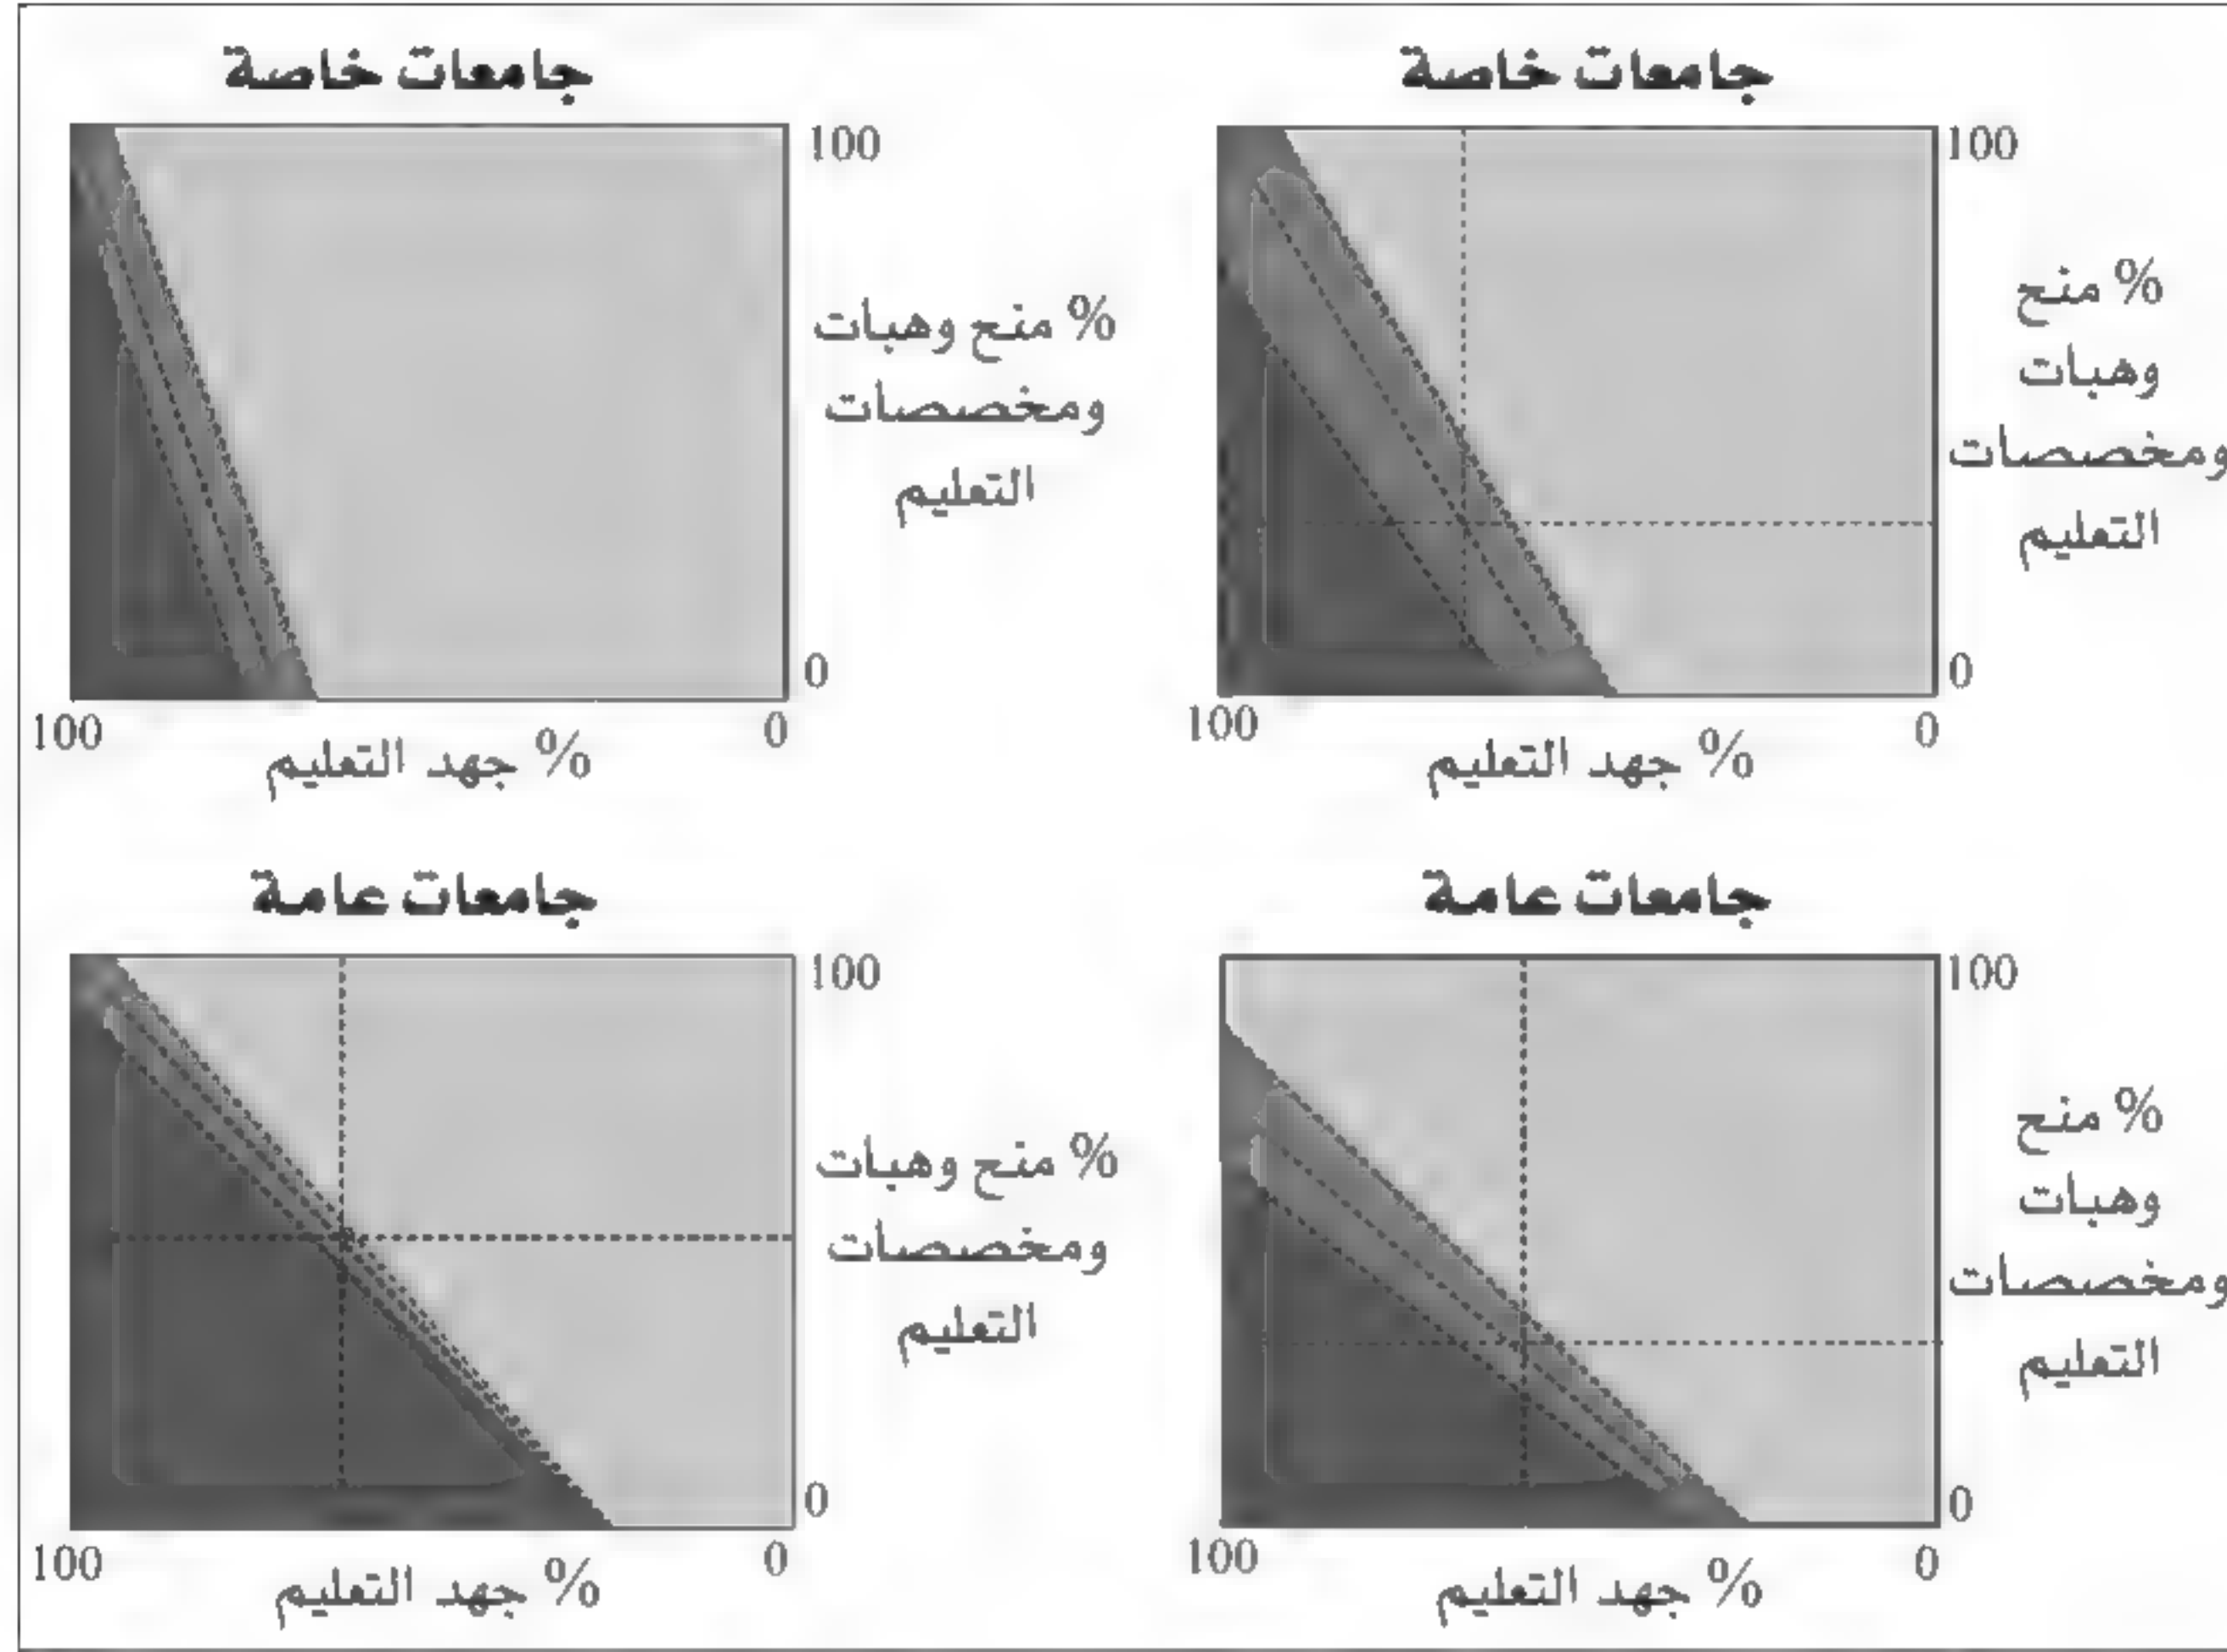 جامعات خاصة
100
% منح
وهبات
ومخصصات
التعليم
0
100
0
% جهد التعليم
جامعات خاصة
100
% منح وهبات
ومخصصات
التعليم
0
100
0
% جهد التعليم
جامعات عامة
100
% منح
وهبات
ومخصصات
التعليم
0
100
0
% جهد التعليم
جامعات عامة
100
% منح وهبات
ومخصصات
التعليم
0
100
0
% جهد التعليم